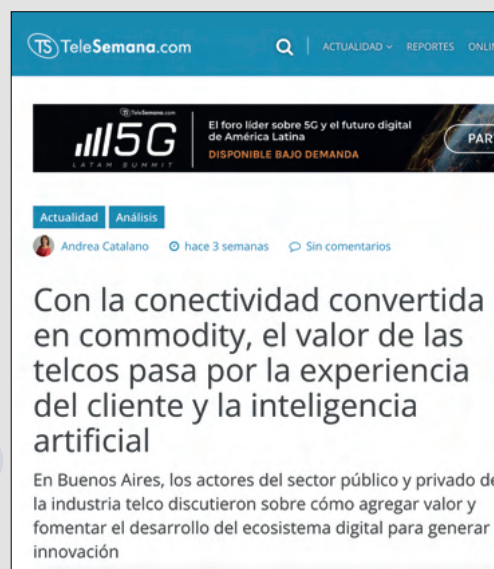 TS TeleSemana.com
ACTUALIDAD REPORTES
TeleSemana.com
5G
LATAM SUMMIT
El foro líder sobre 5G y el futuro digital
de América Latina
DISPONIBLE BAJO DEMANDA
Actualidad Análisis
Andrea Catalano hace 3 semanas Sin comentarios
Con la conectividad convertida
en commodity, el valor de las
telcos pasa por la experiencia
del cliente y la inteligencia
artificial
En Buenos Aires, los actores del sector público y privado de
la industria telco discutieron sobre cómo agregar valor y
fomentar el desarrollo del ecosistema digital para generar
innovación